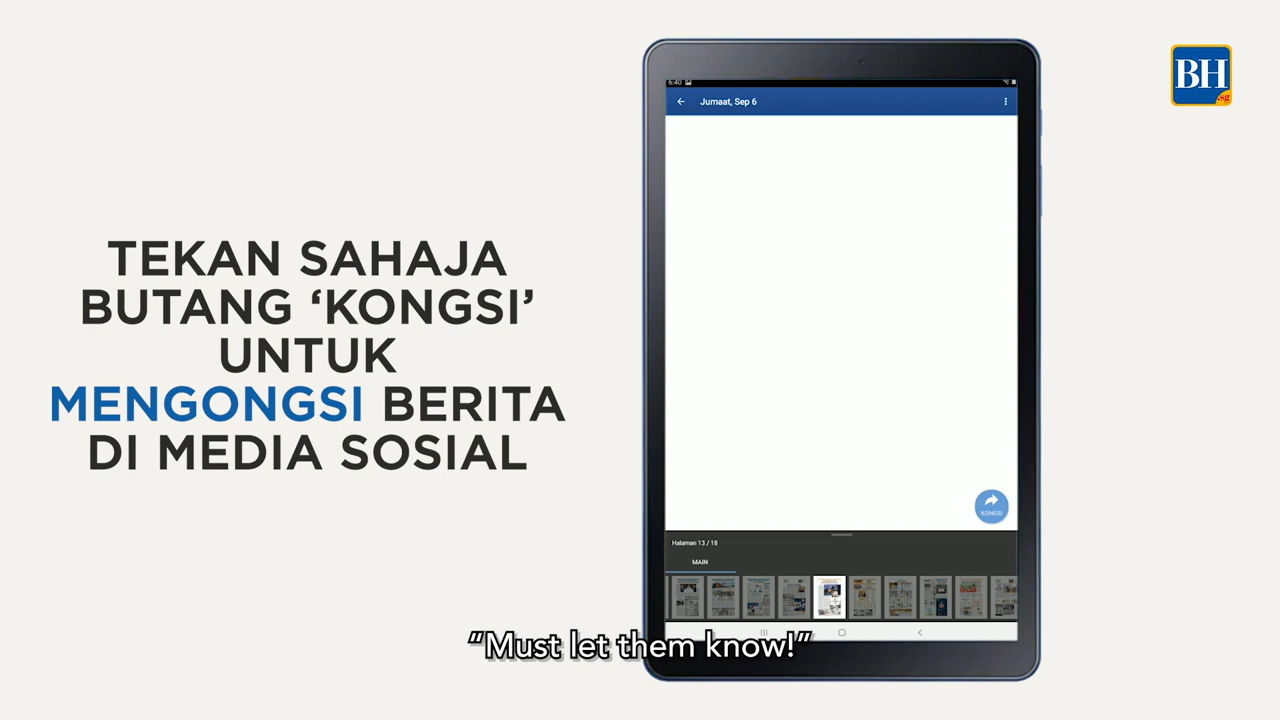 BH
.sg
6:40
Jumaat, Sep 6
TEKAN SAHAJA
BUTANG ‘KONGSI’
UNTUK
MENGONGSI BERITA
DI MEDIA SOSIAL
KONGSI
Halaman 13 / 18
MAIN
“Must let them know!”